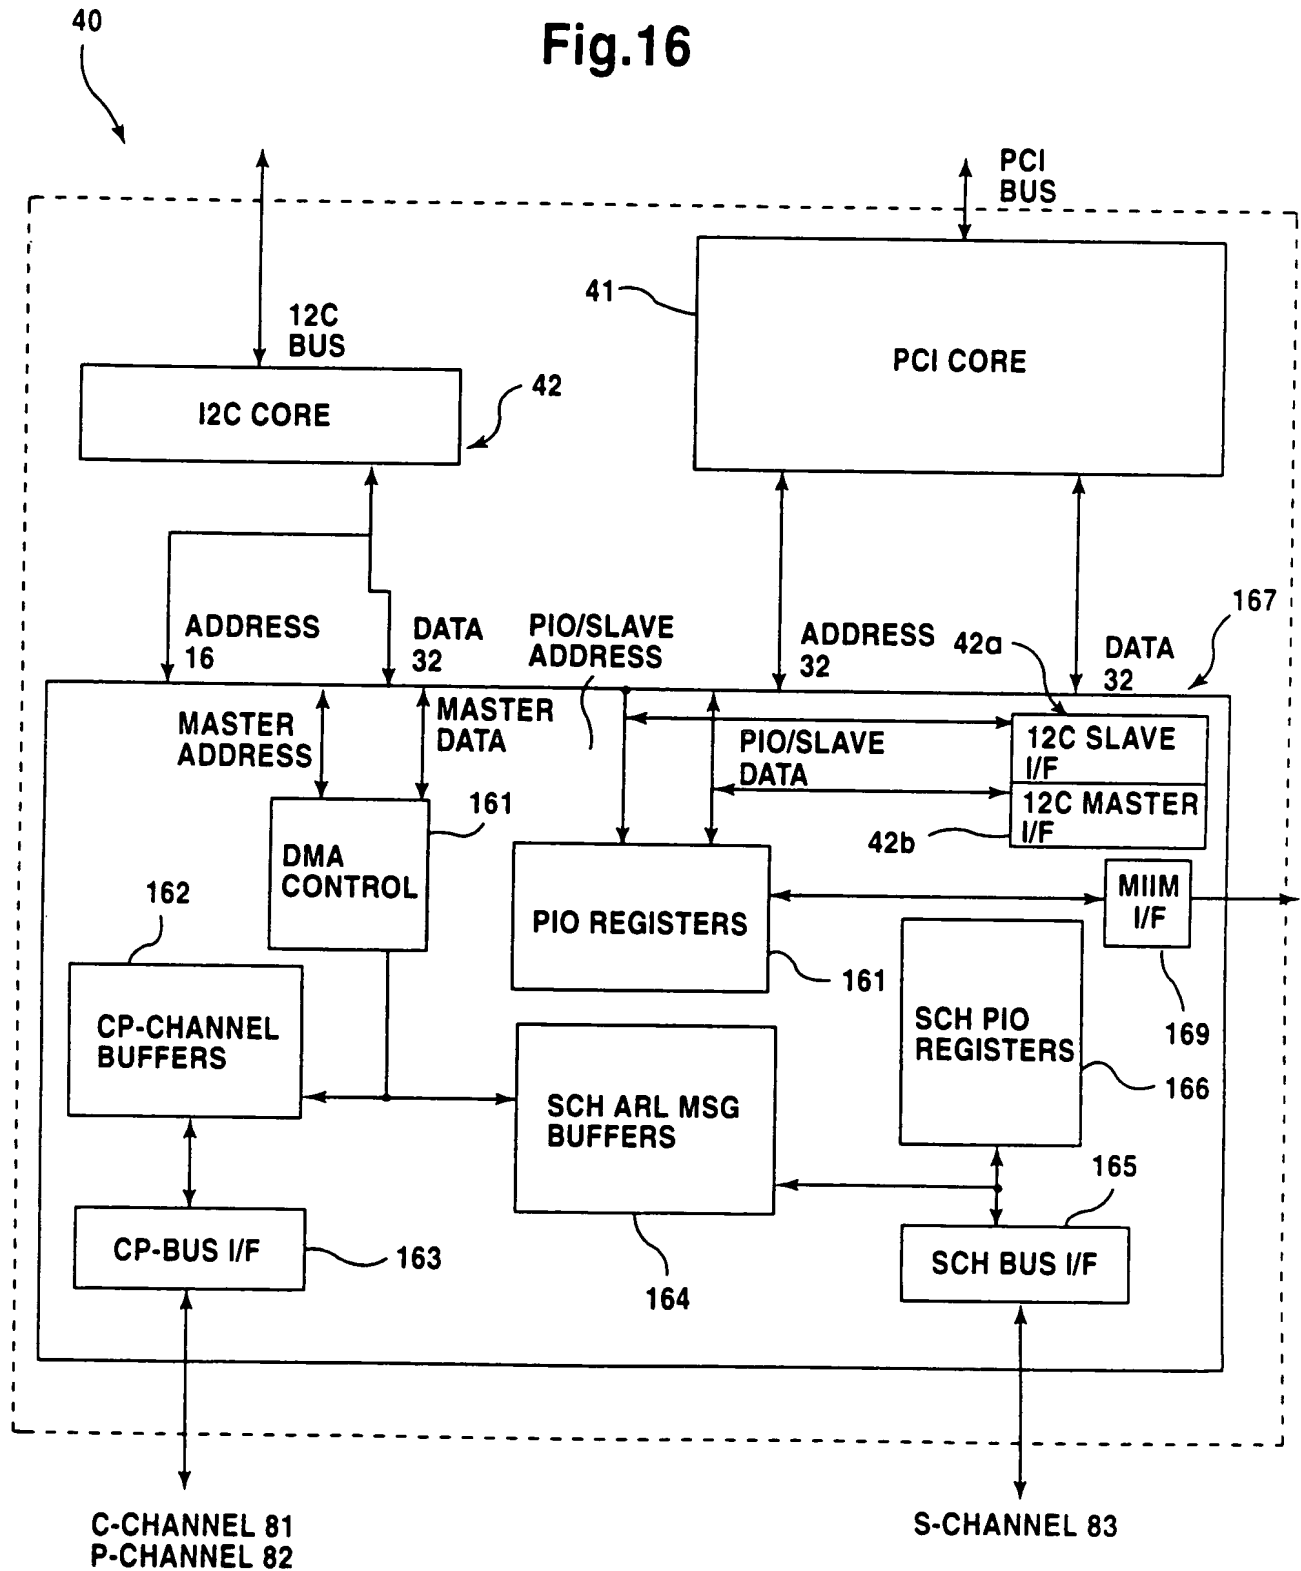 40
Fig.16
PCI
BUS
41
12C
BUS
PCI CORE
42
I2C CORE
167
ADDRESS
16
DATA
32
PIO/SLAVE
ADDRESS
ADDRESS
32
42a
DATA
32
MASTER
ADDRESS
MASTER
DATA
PIO/SLAVE
DATA
12C SLAVE
I/F
12C MASTER
I/F
42b
161
DMA
CONTROL
162
MIIM
I/F
PIO REGISTERS
161
169
CP-CHANNEL
BUFFERS
SCH PIO
REGISTERS
166
SCH ARL MSG
BUFFERS
165
CP-BUS I/F
163
164
SCH BUS I/F
C-CHANNEL 81
P-CHANNEL 82
S-CHANNEL 83